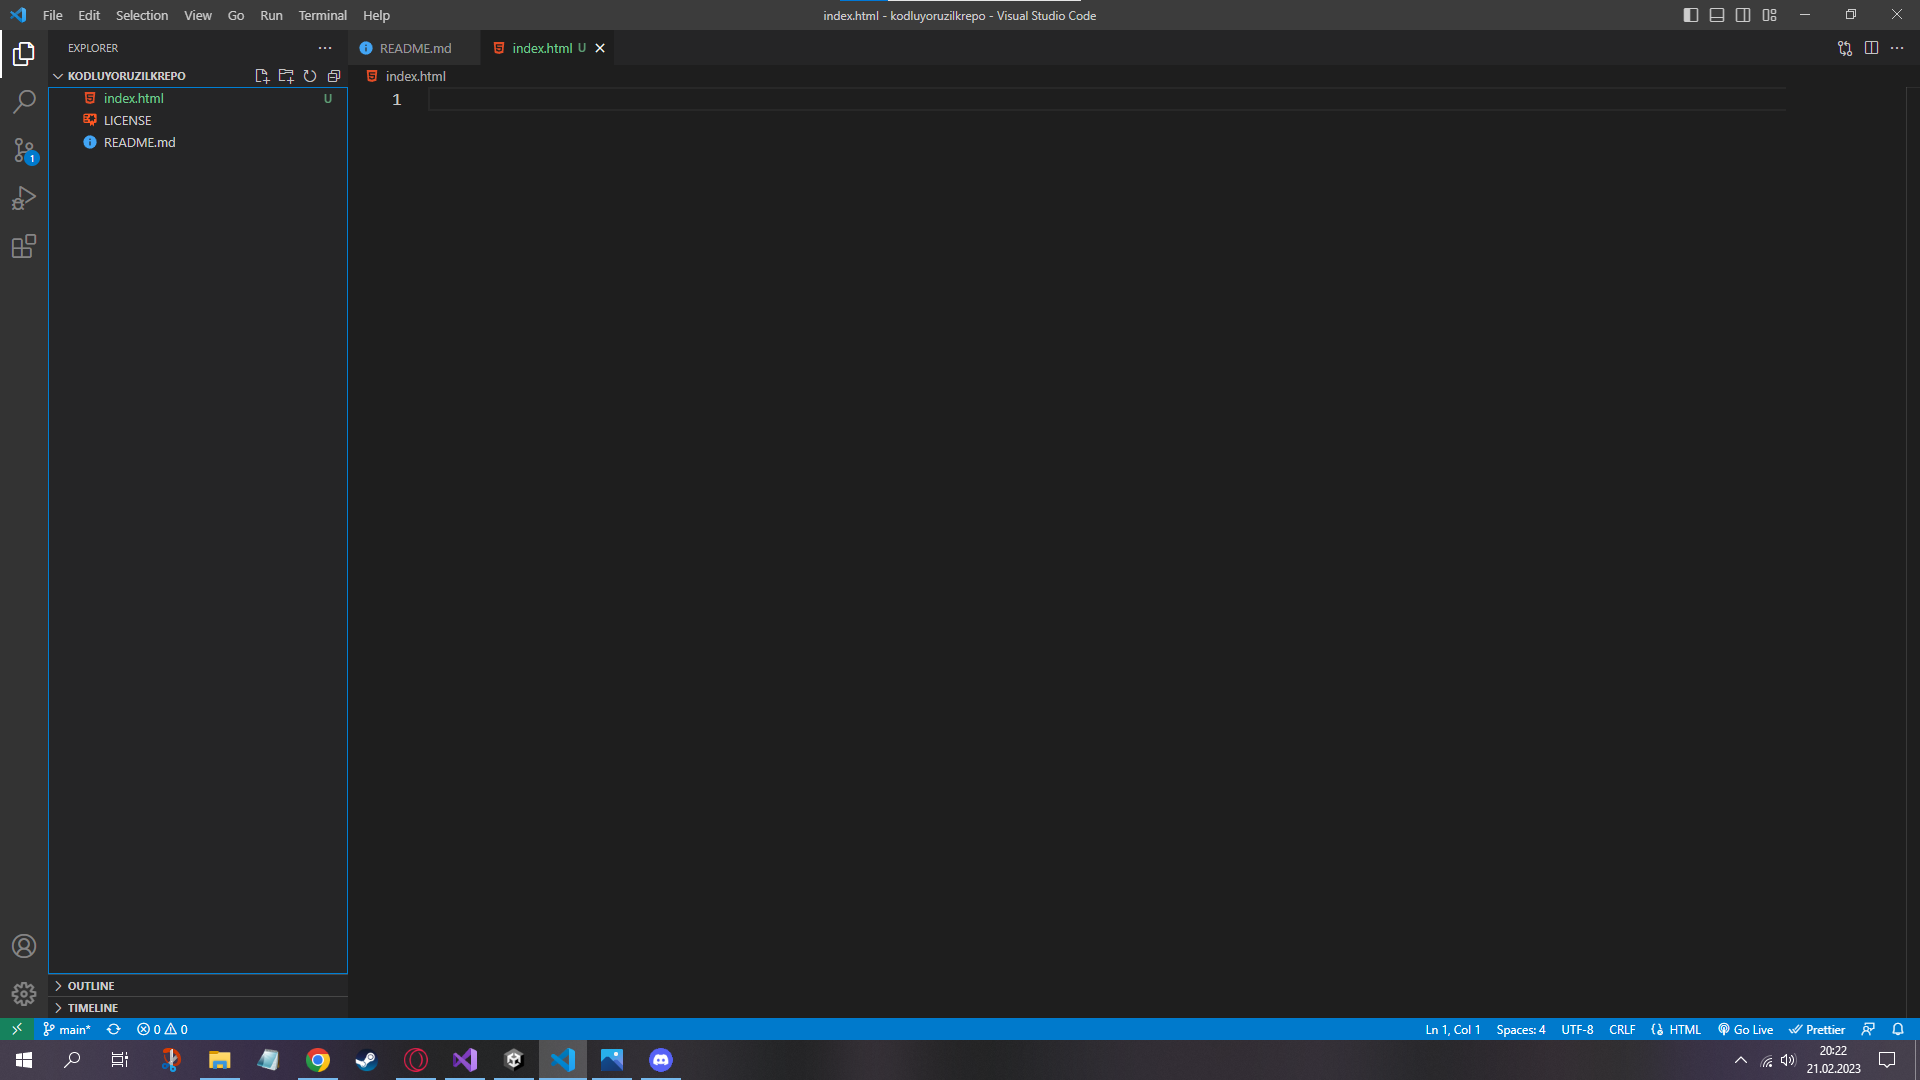 File Edit Selection View Go Run Terminal Help
index.html - kodluyoruzilkrepo - Visual Studio Code
EXPLORER
README.md
index.html U
KODLUYORUZILKREPO
index.html
index.html U
1
LICENSE
README.md
1
OUTLINE
TIMELINE
main*
0 0
Ln 1, Col 1
Spaces: 4
UTF-8
CRLF
HTML
Go Live
Prettier
20:22
21.02.2023